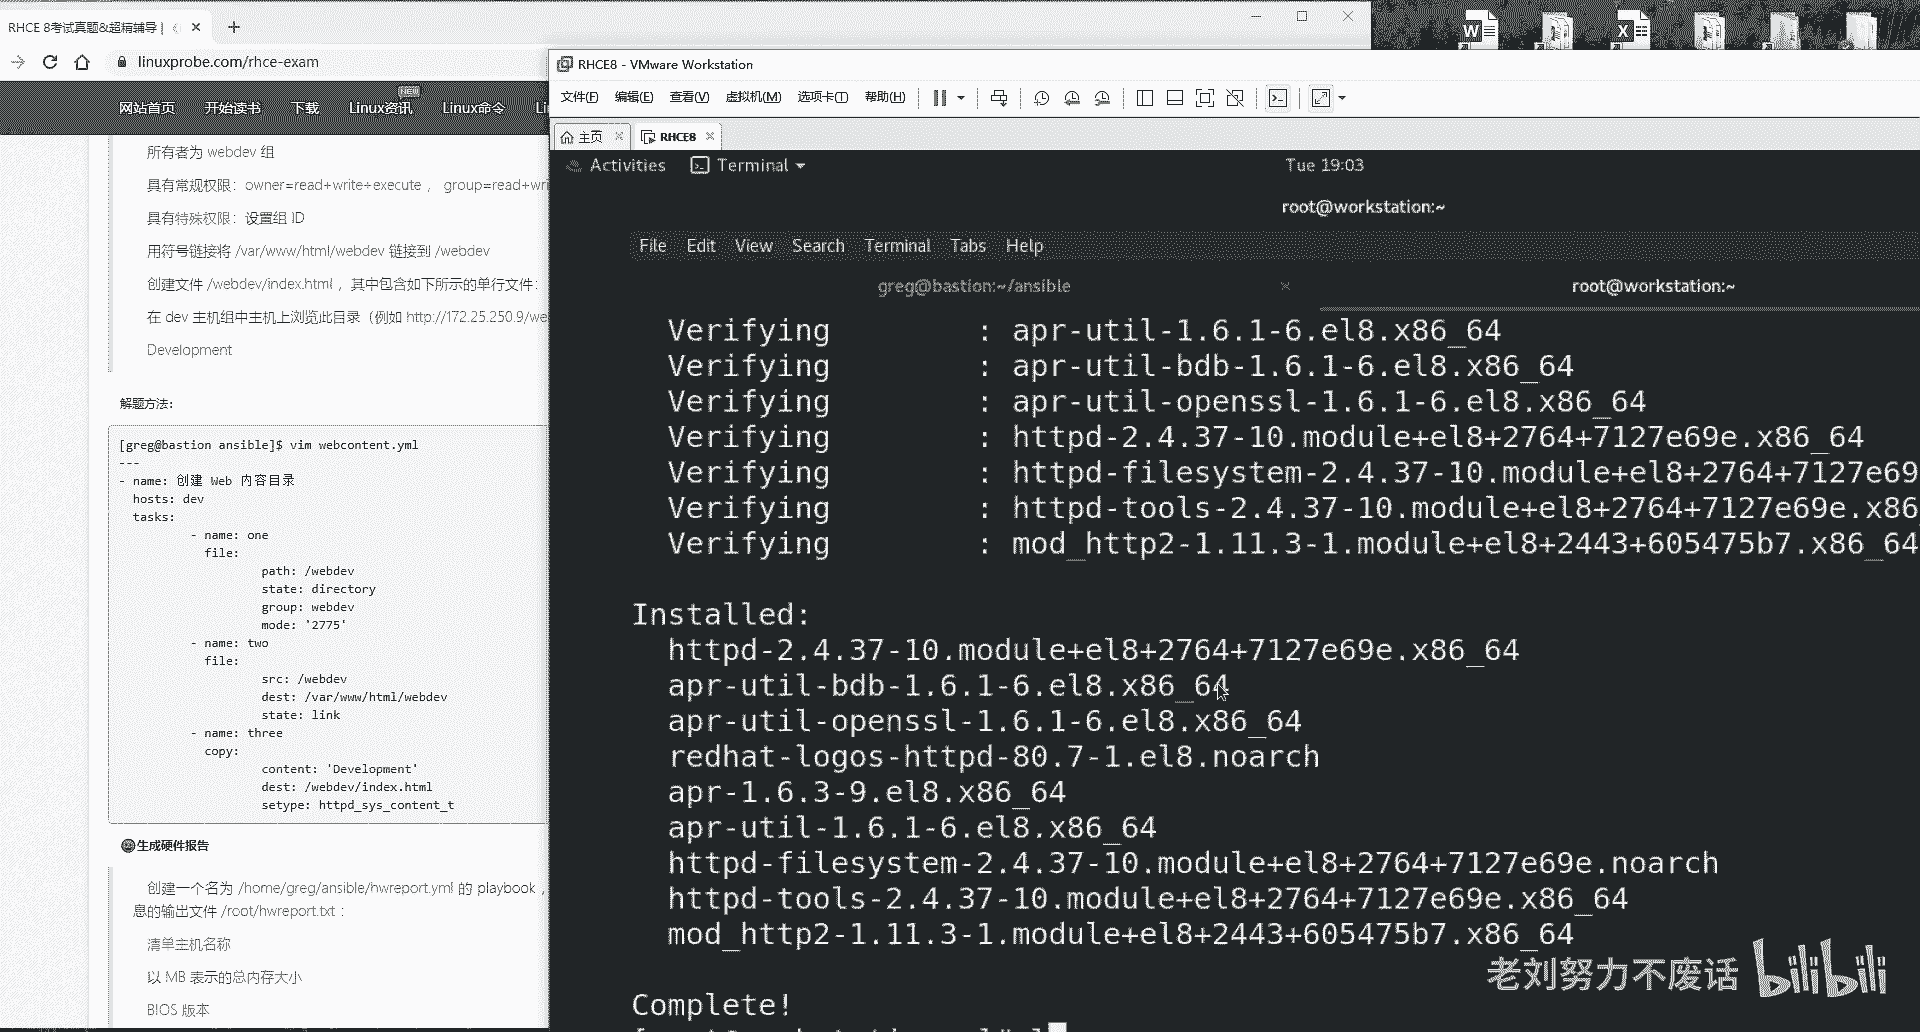 RHCE 8考试真题&超精辅导 |
linuxprobe.com/rhce-exam
网站首页 开始读书 下载 Linux资讯 NEW Linux命令
所有者为 webdev 组
具有常规权限：owner=read+write+execute ， group=read+wri
具有特殊权限：设置组 ID
用符号链接将 /var/www/html/webdev 链接到 /webdev
创建文件 /webdev/index.html ，其中包含如下所示的单行文件：
在 dev 主机组中主机上浏览此目录（例如 http://172.25.250.9/we
Development
解题方法:
[greg@bastion ansible]$ vim webcontent.yml
---
- name: 创建 Web 内容目录
hosts: dev
tasks:
- name: one
file:
path: /webdev
state: directory
group: webdev
mode: '2775'
- name: two
file:
src: /webdev
dest: /var/www/html/webdev
state: link
- name: three
copy:
content: 'Development'
dest: /webdev/index.html
setype: httpd_sys_content_t
生成硬件报告
创建一个名为 /home/greg/ansible/hwreport.yml 的 playbook ，
息的输出文件 /root/hwreport.txt ：
清单主机名称
以 MB 表示的总内存大小
BIOS 版本
RHCE8 - VMware Workstation
文件(F) 编辑(E) 查看(V) 虚拟机(M) 选项卡(T) 帮助(H)
主页 RHCE8
Activities Terminal Tue 19:03
root@workstation:~
File Edit View Search Terminal Tabs Help
greg@bastion:~/ansible root@workstation:~
Verifying : apr-util-1.6.1-6.el8.x86_64
Verifying : apr-util-bdb-1.6.1-6.el8.x86_64
Verifying : apr-util-openssl-1.6.1-6.el8.x86_64
Verifying : httpd-2.4.37-10.module+el8+2764+7127e69e.x86_64
Verifying : httpd-filesystem-2.4.37-10.module+el8+2764+7127e69
Verifying : httpd-tools-2.4.37-10.module+el8+2764+7127e69e.x86
Verifying : mod_http2-1.11.3-1.module+el8+2443+605475b7.x86_64
Installed:
httpd-2.4.37-10.module+el8+2764+7127e69e.x86_64
apr-util-bdb-1.6.1-6.el8.x86_64
apr-util-openssl-1.6.1-6.el8.x86_64
redhat-logos-httpd-80.7-1.el8.noarch
apr-1.6.3-9.el8.x86_64
apr-util-1.6.1-6.el8.x86_64
httpd-filesystem-2.4.37-10.module+el8+2764+7127e69e.noarch
httpd-tools-2.4.37-10.module+el8+2764+7127e69e.x86_64
mod_http2-1.11.3-1.module+el8+2443+605475b7.x86_64
Complete!
老刘努力不废话 bilibili